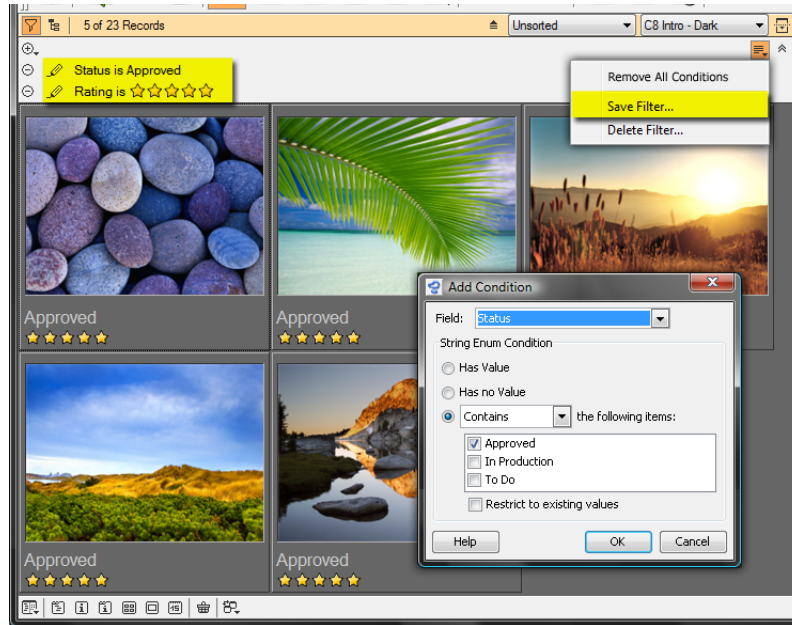 5 of 23 Records
Unsorted
C8 Intro - Dark
Status is Approved
Rating is
Remove All Conditions
Save Filter...
Delete Filter...
Approved
Approved
Add Condition
Field: Status
String Enum Condition
Has Value
Has no Value
Contains the following items:
Approved
In Production
To Do
Restrict to existing values
Help OK Cancel
Approved
Approved